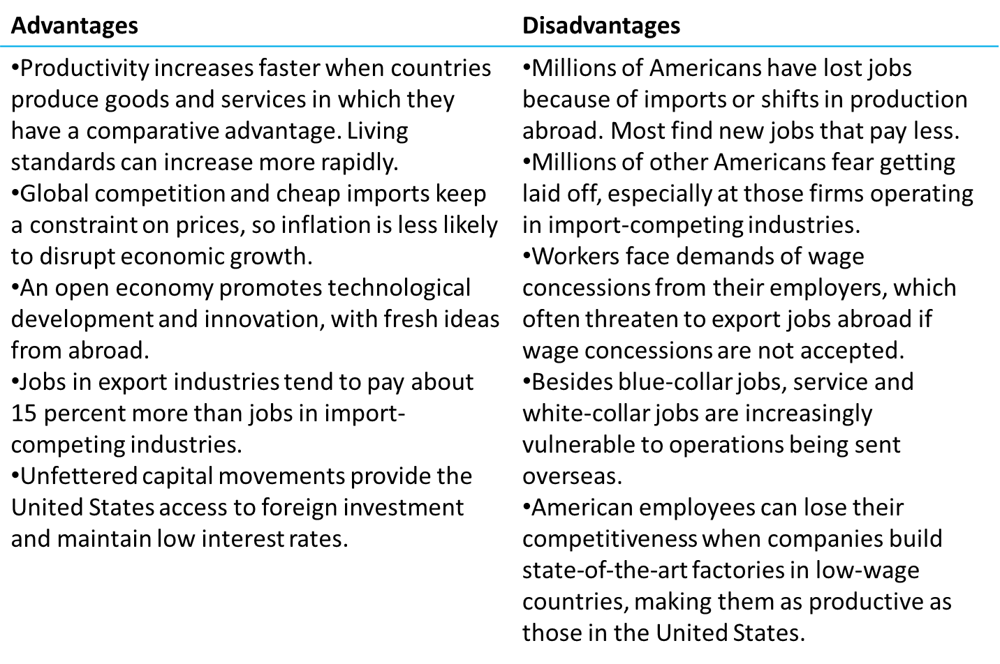 Advantages
•Productivity increases faster when countries
produce goods and services in which they
have a comparative advantage. Living
standards can increase more rapidly.
•Global competition and cheap imports keep
a constraint on prices, so inflation is less likely
to disrupt economic growth.
•An open economy promotes technological
development and innovation, with fresh ideas
from abroad.
•Jobs in export industries tend to pay about
15 percent more than jobs in import-
competing industries.
•Unfettered capital movements provide the
United States access to foreign investment
and maintain low interest rates.
Disadvantages
•Millions of Americans have lost jobs
because of imports or shifts in production
abroad. Most find new jobs that pay less.
•Millions of other Americans fear getting
laid off, especially at those firms operating
in import-competing industries.
•Workers face demands of wage
concessions from their employers, which
often threaten to export jobs abroad if
wage concessions are not accepted.
•Besides blue-collar jobs, service and
white-collar jobs are increasingly
vulnerable to operations being sent
overseas.
•American employees can lose their
competitiveness when companies build
state-of-the-art factories in low-wage
countries, making them as productive as
those in the United States.